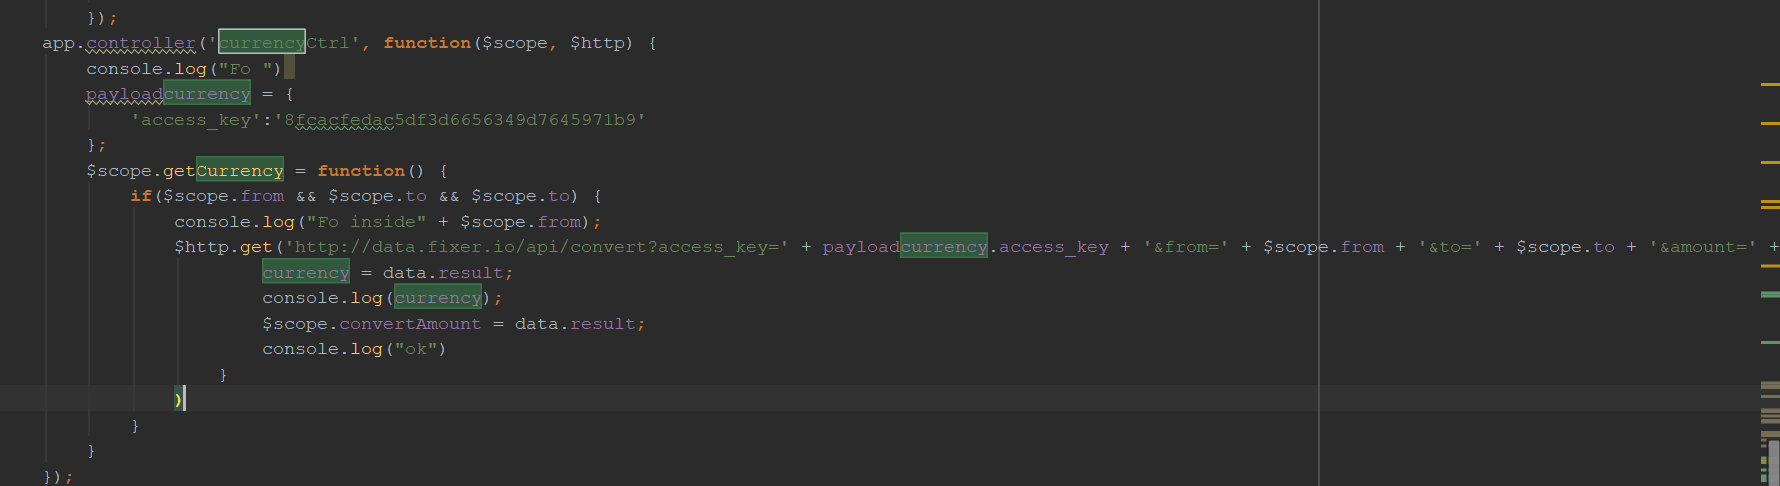 });
app.controller('currencyCtrl', function($scope, $http) {
console.log("Fo ")
payloadcurrency = {
'access_key':'8fcacfedac5df3d6656349d7645971b9'
};
$scope.getCurrency = function() {
if($scope.from && $scope.to && $scope.to) {
console.log("Fo inside" + $scope.from);
$http.get('http://data.fixer.io/api/convert?access_key=' + payloadcurrency.access_key + '&from=' + $scope.from + '&to=' + $scope.to + '&amount=' +
currency = data.result;
console.log(currency);
$scope.convertAmount = data.result;
console.log("ok")
}
)
}
}
});